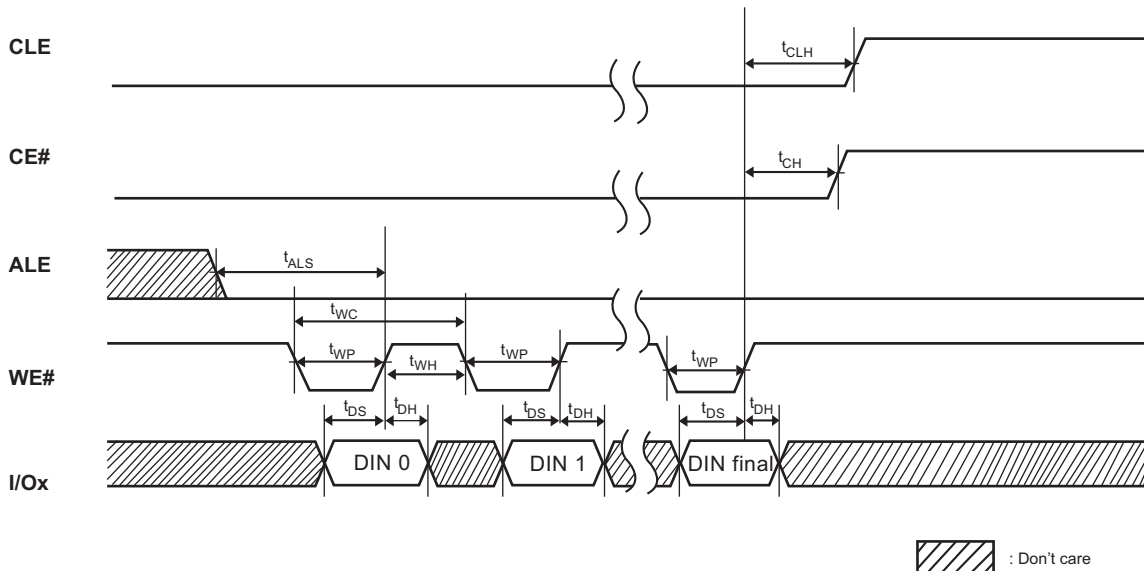 CLE
tCLH
CE#
tCH
ALE
tALS
tWC
WE#
tWP
tWH
tWP
tWP
tDS
tDH
tDS
tDH
tDS
tDH
I/Ox
DIN 0
DIN 1
DIN final
: Don't care